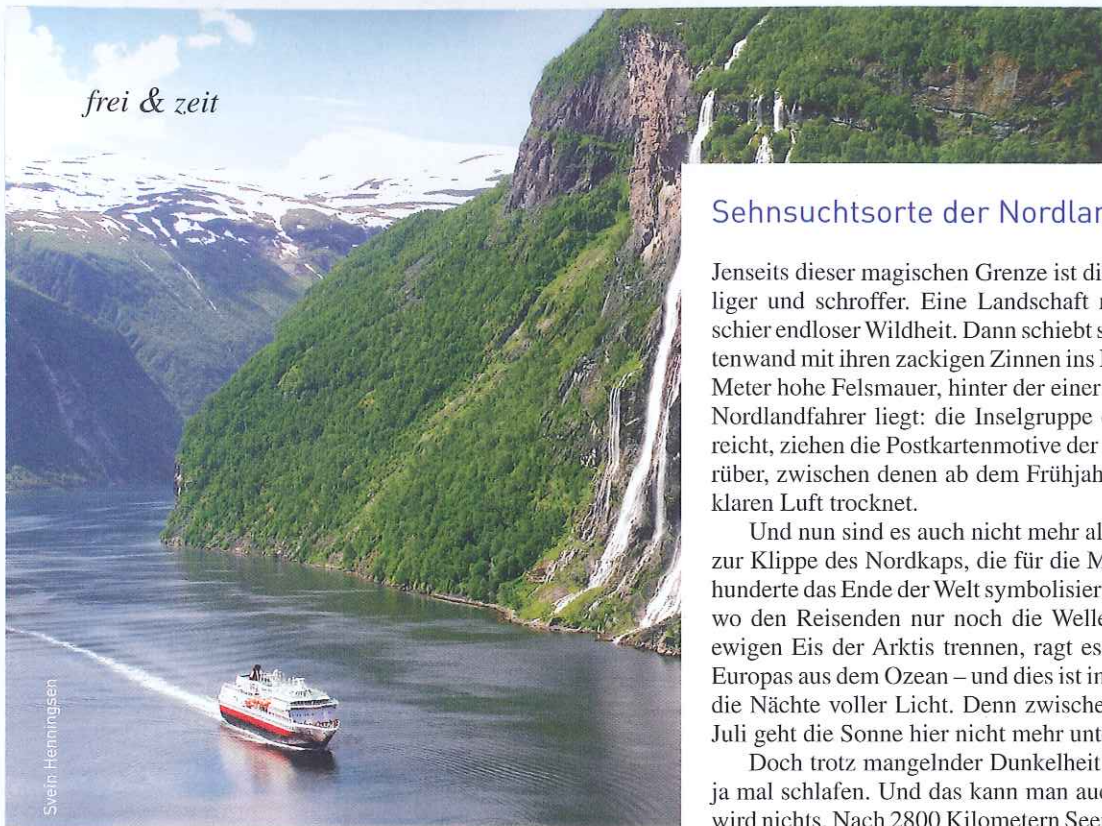 frei & zeit
Svein Henningsen
Sehnsuchtsorte der Nordlan
Jenseits dieser magischen Grenze ist di
liger und schroffer. Eine Landschaft
schier endloser Wildheit. Dann schiebt s
tenwand mit ihren zackigen Zinnen ins
Meter hohe Felsmauer, hinter der einer
Nordlandfahrer liegt: die Inselgruppe
reicht, ziehen die Postkartenmotive der
rüber, zwischen denen ab dem Frühjah
klaren Luft trocknet.
Und nun sind es auch nicht mehr al
zur Klippe des Nordkaps, die für die M
hunderte das Ende der Welt symbolisier
wo den Reisenden nur noch die Welle
ewigen Eis der Arktis trennen, ragt es
Europas aus dem Ozean – und dies ist in
die Nächte voller Licht. Denn zwische
Juli geht die Sonne hier nicht mehr unt
Doch trotz mangelnder Dunkelheit
ja mal schlafen. Und das kann man auc
wird nichts. Nach 2800 Kilometern See